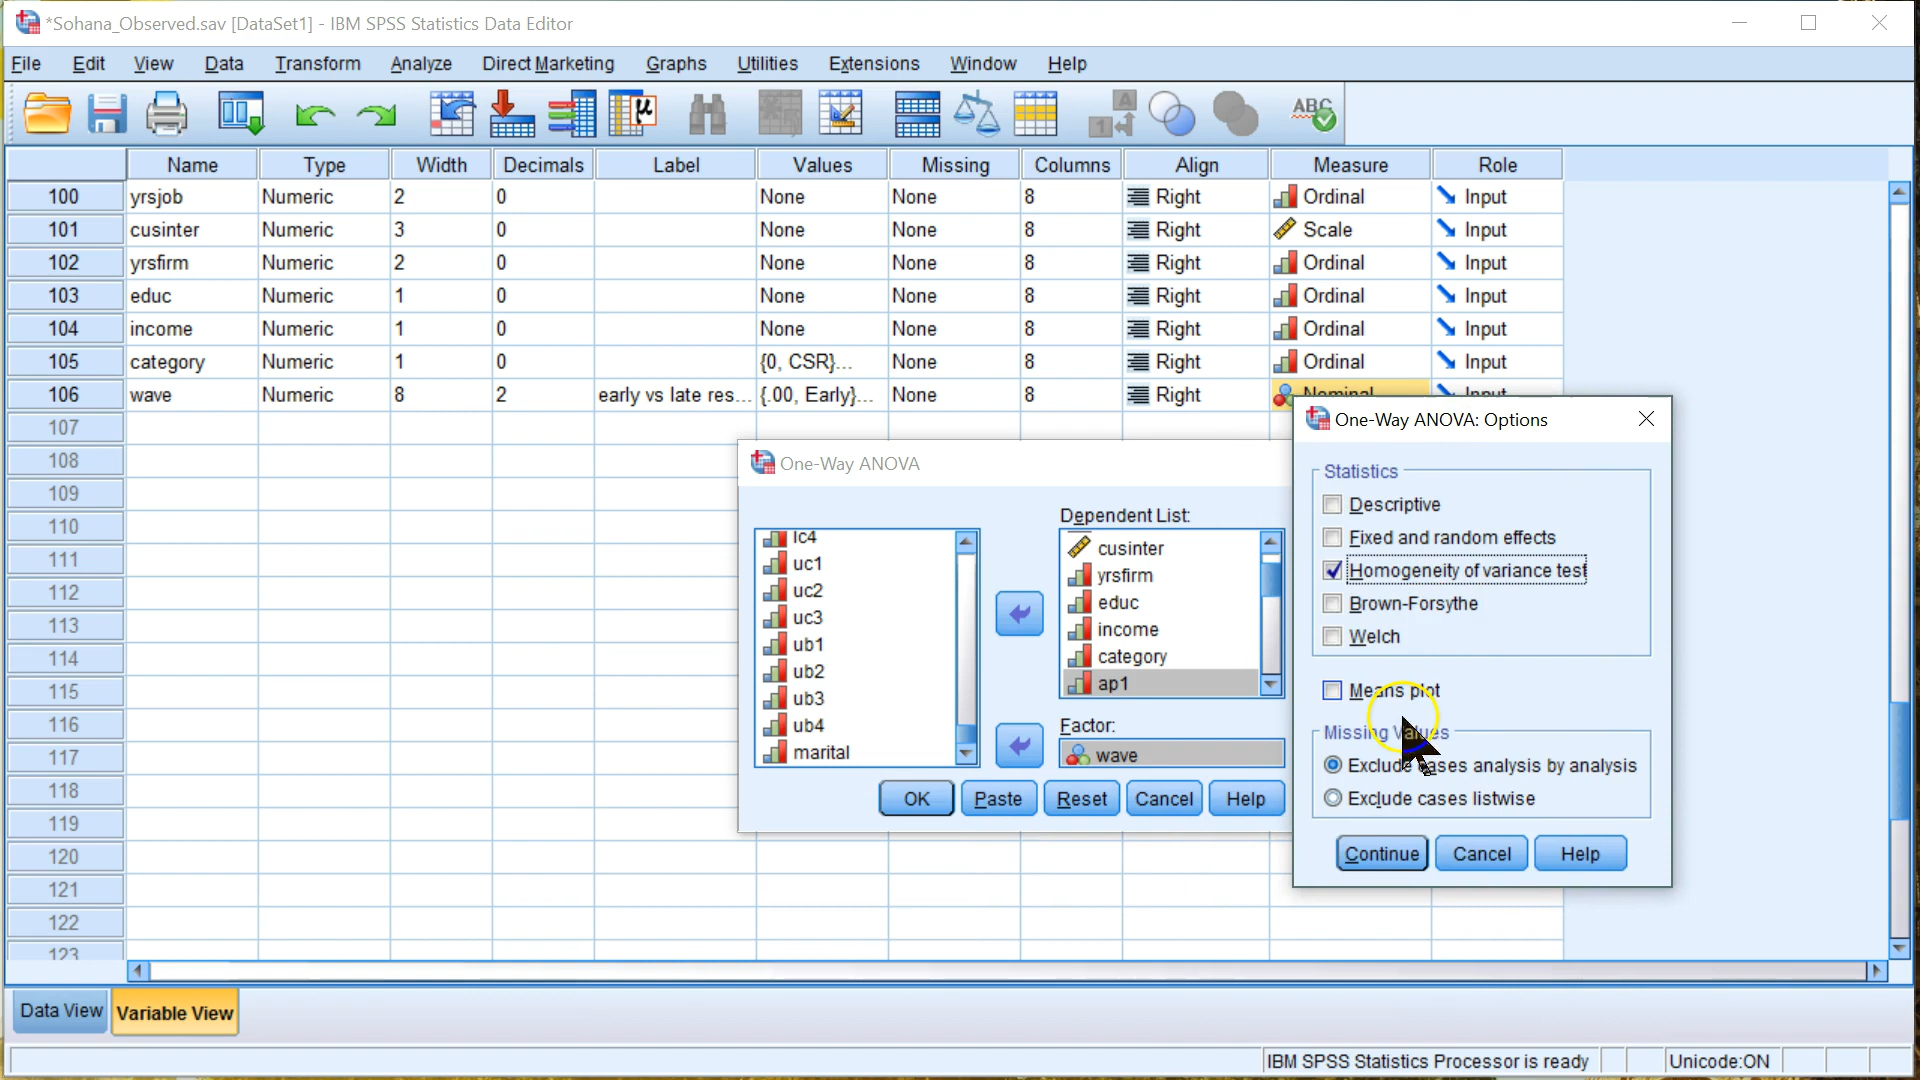 *Sohana_Observed.sav [DataSet1] - IBM SPSS Statistics Data Editor
File Edit View Data Transform Analyze Direct Marketing Graphs Utilities Extensions Window Help
Name Type Width Decimals Label Values Missing Columns Align Measure Role
100 yrsjob Numeric 2 0 None None 8 Right Ordinal Input
101 cusinter Numeric 3 0 None None 8 Right Scale Input
102 yrsfirm Numeric 2 0 None None 8 Right Ordinal Input
103 educ Numeric 1 0 None None 8 Right Ordinal Input
104 income Numeric 1 0 None None 8 Right Ordinal Input
105 category Numeric 1 0 {0, CSR}... None 8 Right Ordinal Input
106 wave Numeric 8 2 early vs late res... {.00, Early}... None 8 Right Nominal Input
107
108
109
110
111
112
113
114
115
116
117
118
119
120
121
122
123
One-Way ANOVA
lc4
uc1
uc2
uc3
ub1
ub2
ub3
ub4
marital
Dependent List:
cusinter
yrsfirm
educ
income
category
ap1
Factor:
wave
OK Paste Reset Cancel Help
One-Way ANOVA: Options
Statistics
Descriptive
Fixed and random effects
Homogeneity of variance test
Brown-Forsythe
Welch
Means plot
Missing Values
Exclude cases analysis by analysis
Exclude cases listwise
Continue Cancel Help
Data View Variable View
IBM SPSS Statistics Processor is ready Unicode:ON